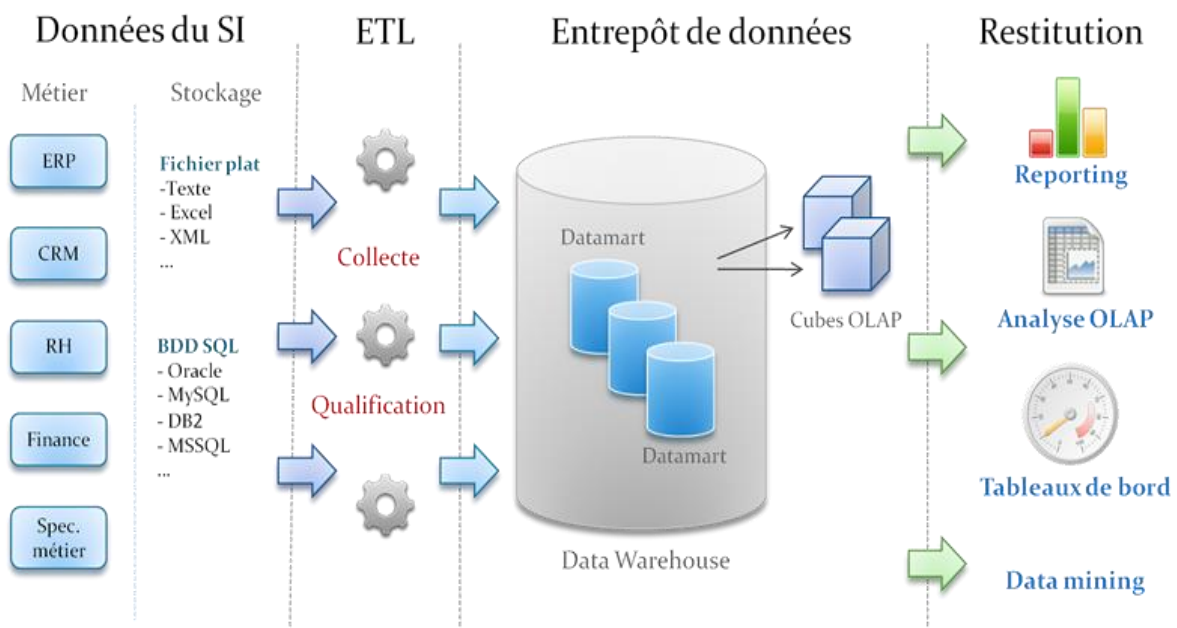 Données du SI
ETL
Entrepôt de données
Restitution
Métier
Stockage
ERP
CRM
RH
Finance
Spec.
métier
Fichier plat
-Texte
- Excel
- XML
...
BDD SQL
- Oracle
- MySQL
- DB2
- MSSQL
...
Collecte
Qualification
Datamart
Datamart
Data Warehouse
Cubes OLAP
Reporting
Analyse OLAP
Tableaux de bord
Data mining